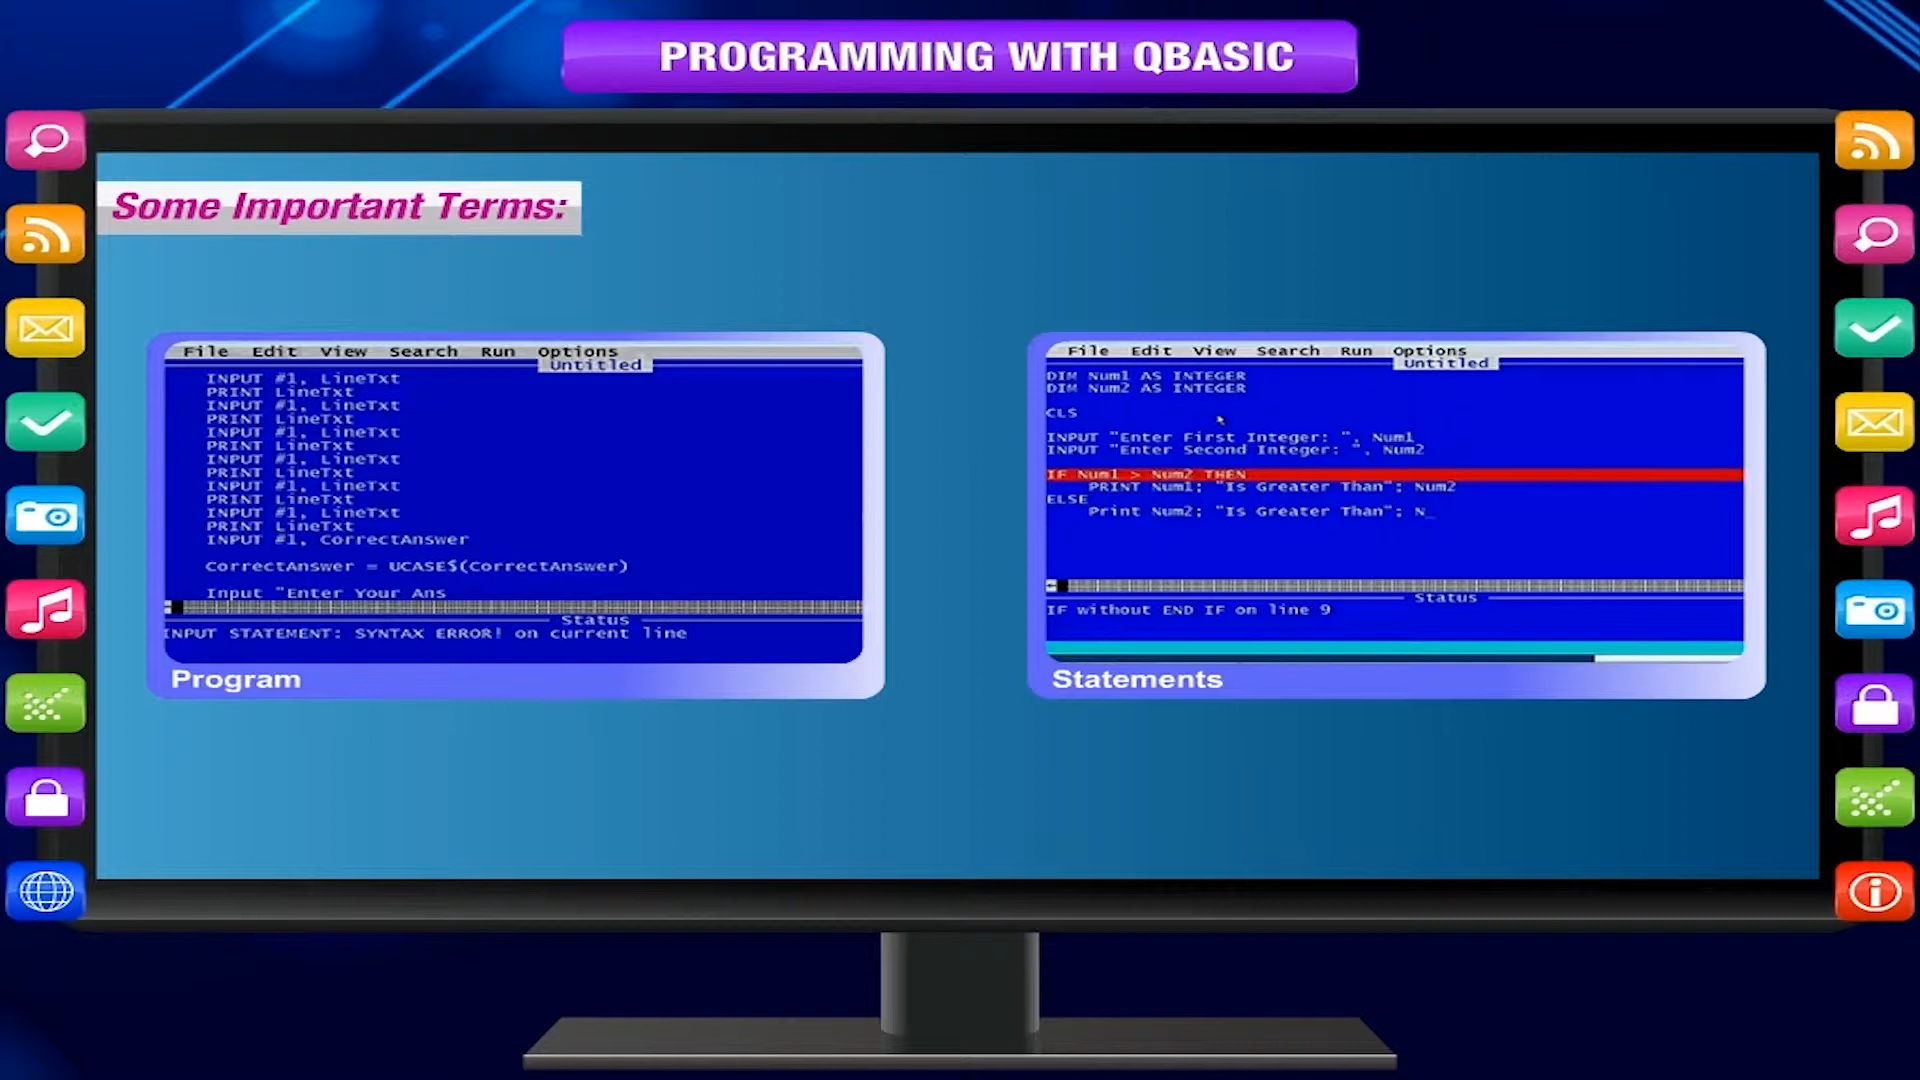 PROGRAMMING WITH QBASIC
Some Important Terms:
File Edit View Search Run Options
Untitled
INPUT #1, LineTxt
PRINT LineTxt
INPUT #1, LineTxt
PRINT LineTxt
INPUT #1, LineTxt
PRINT LineTxt
INPUT #1, LineTxt
PRINT LineTxt
INPUT #1, LineTxt
PRINT LineTxt
INPUT #1, LineTxt
PRINT LineTxt
INPUT #1, CorrectAnswer
CorrectAnswer = UCASE$(CorrectAnswer)
Input "Enter Your Ans
Status
INPUT STATEMENT: SYNTAX ERROR! on current line
Program
File Edit View Search Run Options
Untitled
DIM Num1 AS INTEGER
DIM Num2 AS INTEGER
CLS
INPUT "Enter First Integer: ", Num1
INPUT "Enter Second Integer: ", Num2
IF Num1 > Num2 THEN
PRINT Num1; "Is Greater Than"; Num2
ELSE
Print Num2; "Is Greater Than"; N_
Status
IF without END IF on line 9
Statements